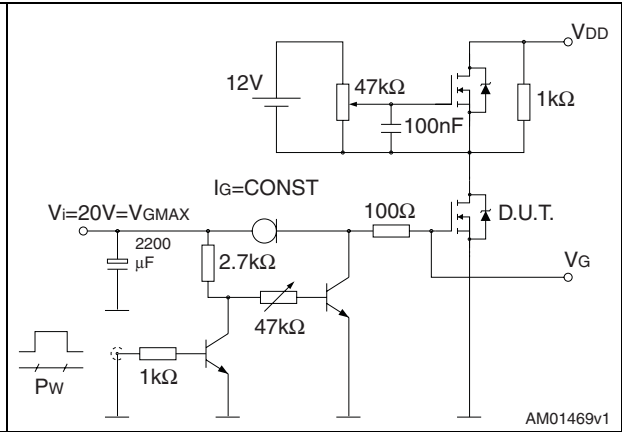 VDD
12V
47kΩ
1kΩ
100nF
IG=CONST
Vi=20V=VGMAX
100Ω
D.U.T.
2200
μF
2.7kΩ
VG
47kΩ
1kΩ
PW
AM01469v1